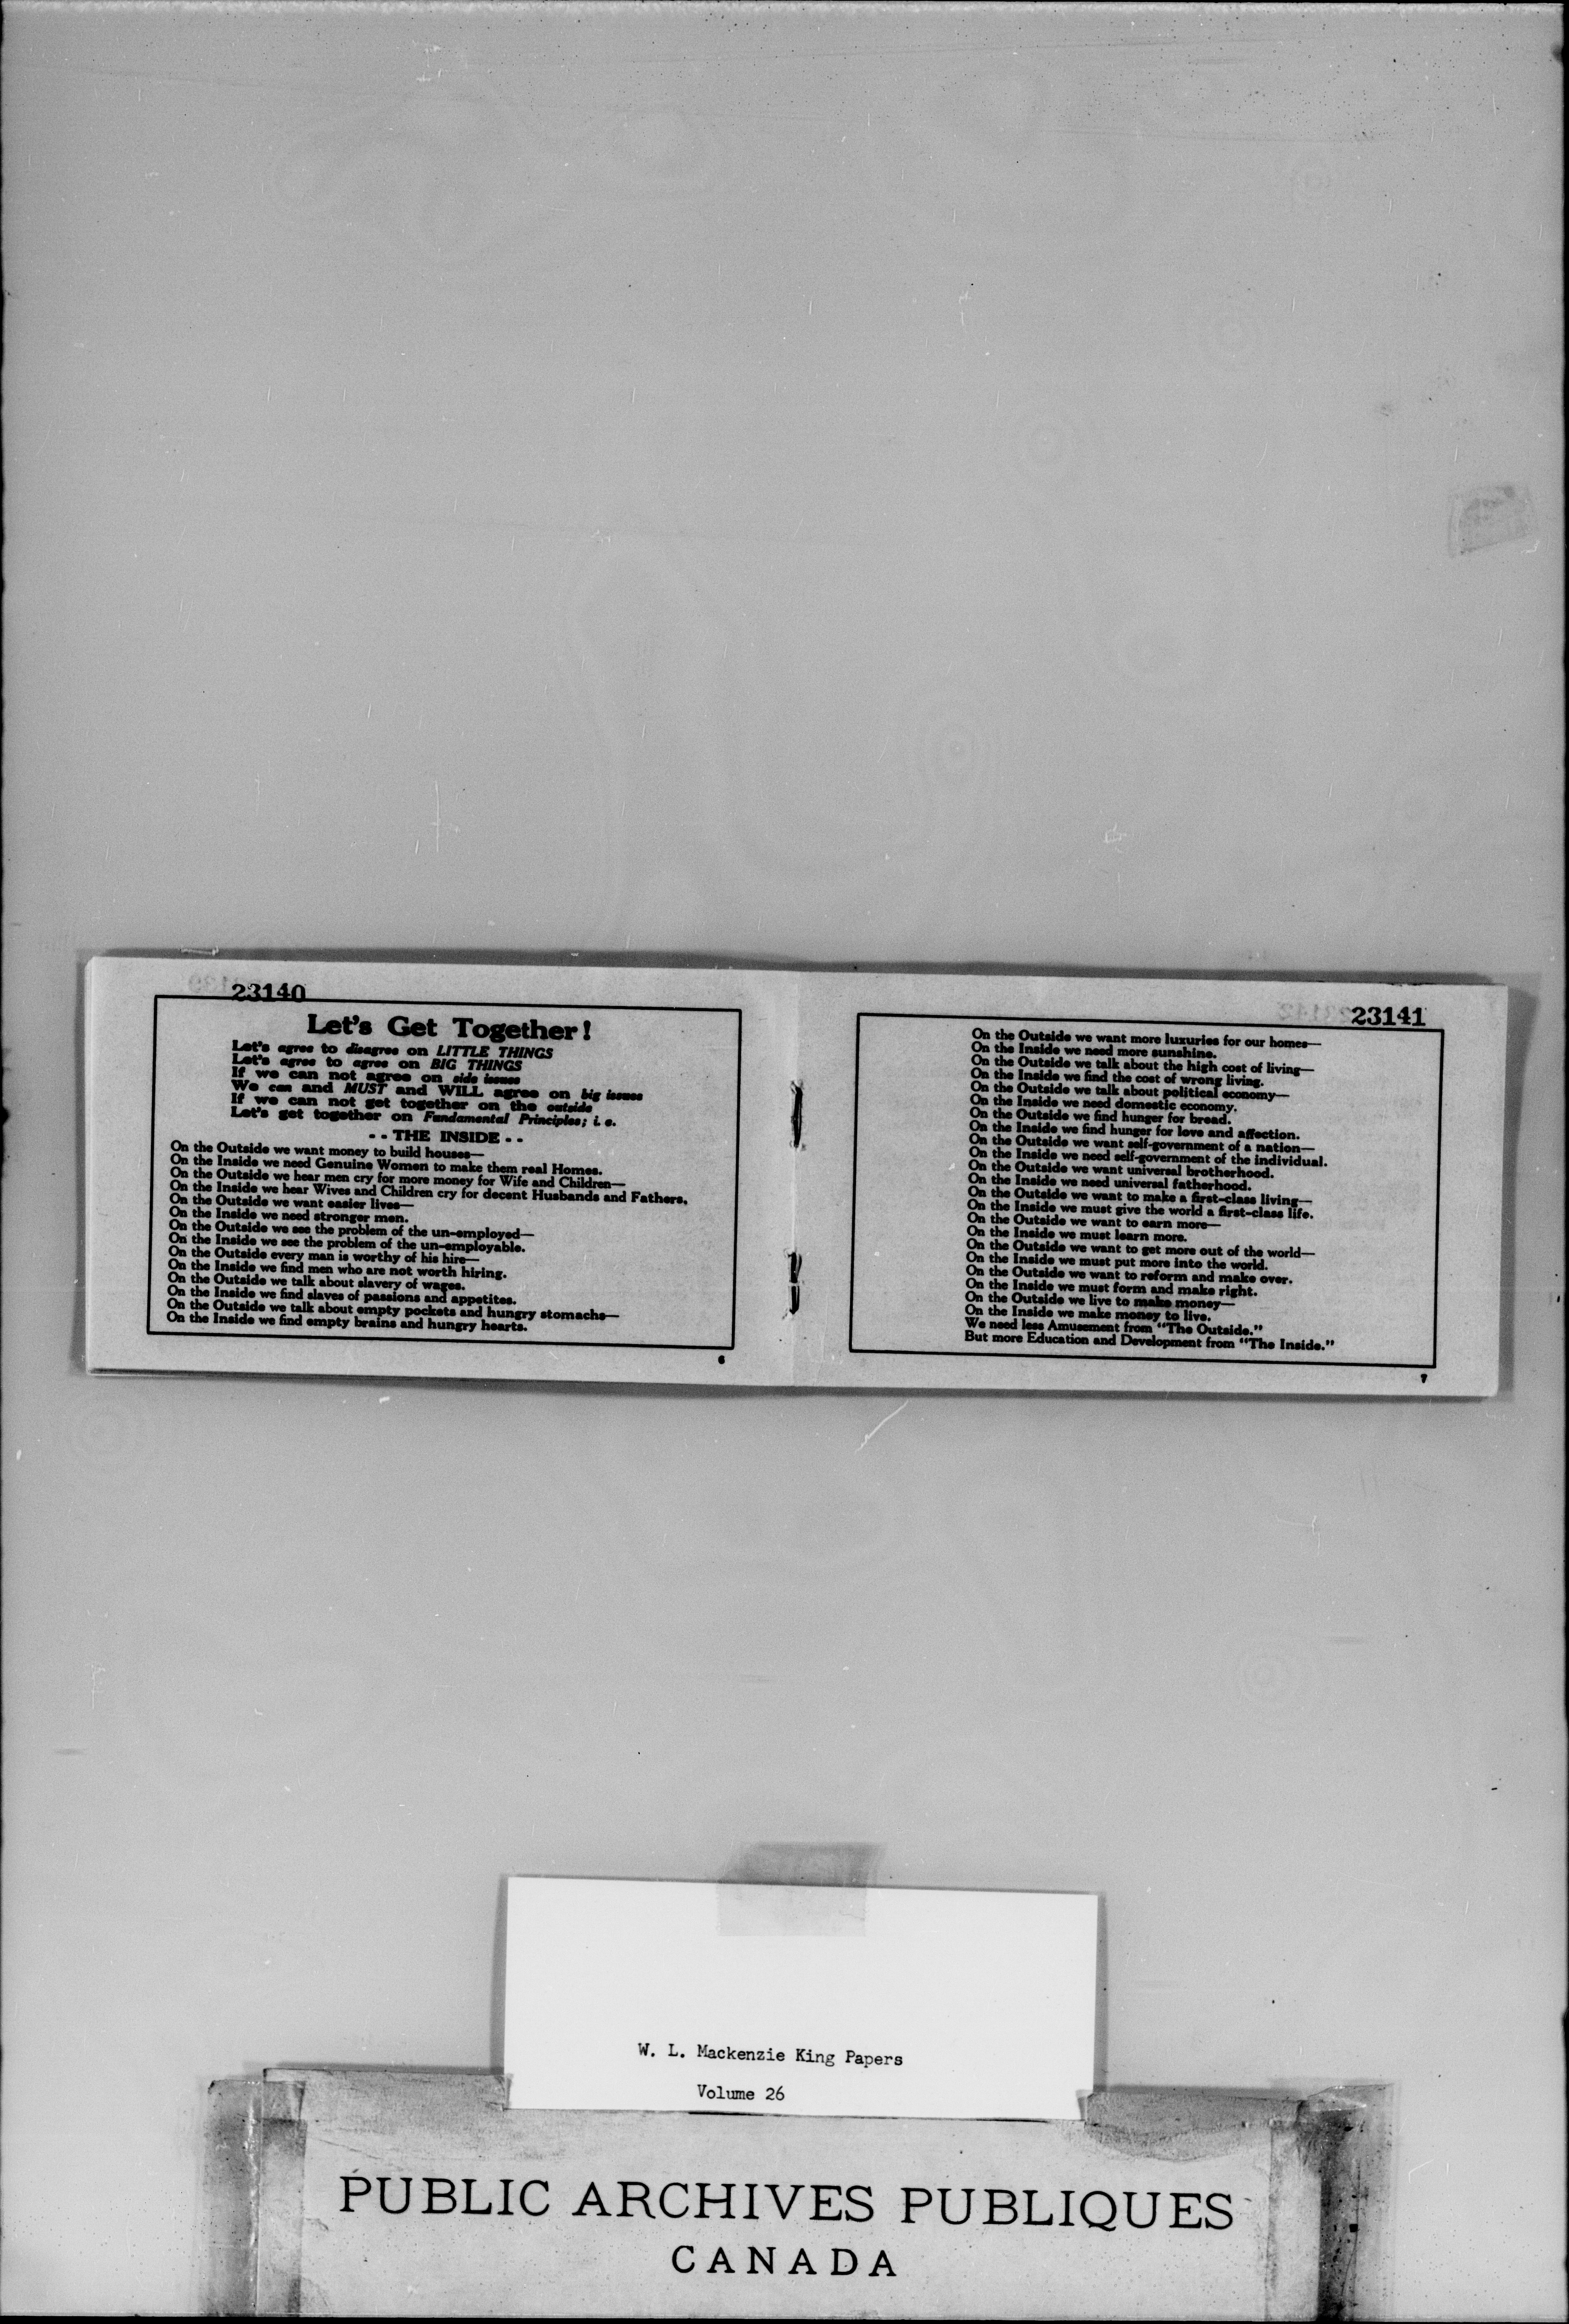 23140
Let's Get Together!
Let's agree to disagree on LITTLE THINGS
Let's agree to agree on BIG THINGS
If we can not agree on side issues
We can and MUST and WILL agree on big issues
If we can not get together on the outside
Let's get together on Fundamental Principles; i. e.
- - THE INSIDE - -
On the Outside we want money to build houses—
On the Inside we need Genuine Women to make them real Homes.
On the Outside we hear men cry for more money for Wife and Children—
On the Inside we hear Wives and Children cry for decent Husbands and Fathers.
On the Outside we want easier lives—
On the Inside we need stronger men.
On the Outside we see the problem of the un-employed—
On the Inside we see the problem of the un-employable.
On the Outside every man is worthy of his hire—
On the Inside we find men who are not worth hiring.
On the Outside we talk about slavery of wages.
On the Inside we find slaves of passions and appetites.
On the Outside we talk about empty pockets and hungry stomachs—
On the Inside we find empty brains and hungry hearts.
6
23141
On the Outside we want more luxuries for our homes—
On the Inside we need more sunshine.
On the Outside we talk about the high cost of living—
On the Inside we find the cost of wrong living.
On the Outside we talk about political economy—
On the Inside we need domestic economy.
On the Outside we find hunger for bread.
On the Inside we find hunger for love and affection.
On the Outside we want self-government of a nation—
On the Inside we need self-government of the individual.
On the Outside we want universal brotherhood.
On the Inside we need universal fatherhood.
On the Outside we want to make a first-class living—
On the Inside we must give the world a first-class life.
On the Outside we want to earn more—
On the Inside we must learn more.
On the Outside we want to get more out of the world—
On the Inside we must put more into the world.
On the Outside we want to reform and make over.
On the Inside we must form and make right.
On the Outside we live to make money—
On the Inside we make money to live.
We need less Amusement from "The Outside."
But more Education and Development from "The Inside."
7
W. L. Mackenzie King Papers
Volume 26
PUBLIC ARCHIVES PUBLIQUES
CANADA